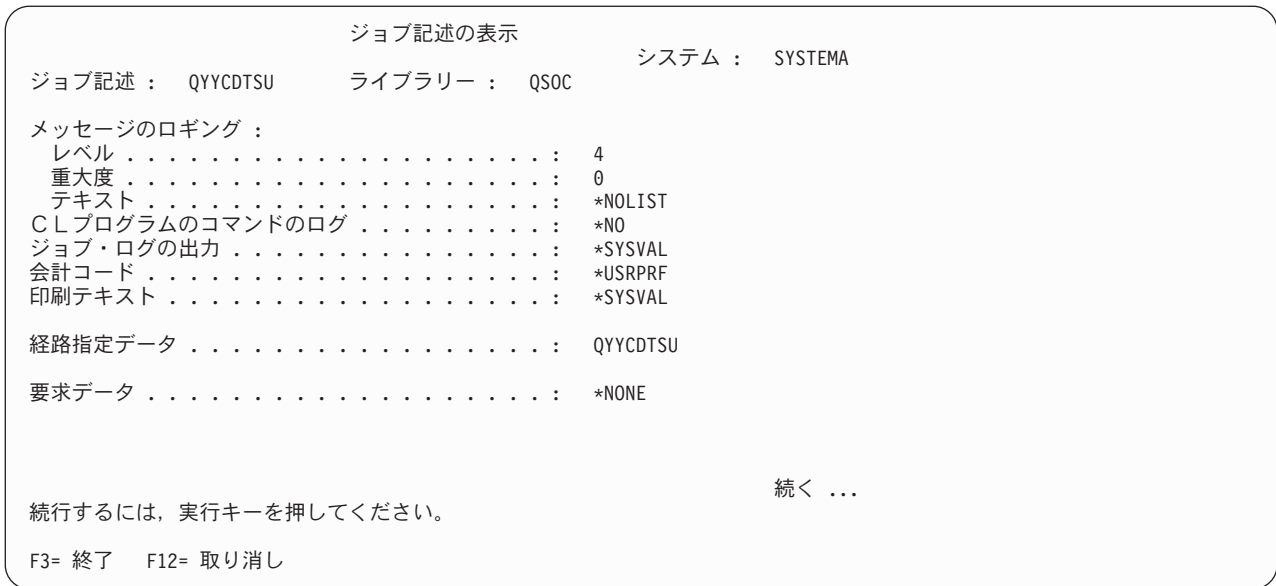 ジョブ記述の表示
システム : SYSTEMA
ジョブ記述 : QYYCDTSU ライブラリー : QSOC
メッセージのロギング :
レベル . . . . . . . . . . . . . . . . . . . . : 4
重大度 . . . . . . . . . . . . . . . . . . . . : 0
テキスト . . . . . . . . . . . . . . . . . . . : *NOLIST
CLプログラムのコマンドのログ . . . . . . . . . : *NO
ジョブ・ログの出力 . . . . . . . . . . . . . . . : *SYSVAL
会計コード . . . . . . . . . . . . . . . . . . . : *USRPRF
印刷テキスト . . . . . . . . . . . . . . . . . . : *SYSVAL
経路指定データ . . . . . . . . . . . . . . . . . : QYYCDTSU
要求データ . . . . . . . . . . . . . . . . . . . : *NONE
続く ...
続行するには, 実行キーを押してください。
F3= 終了 F12= 取り消し